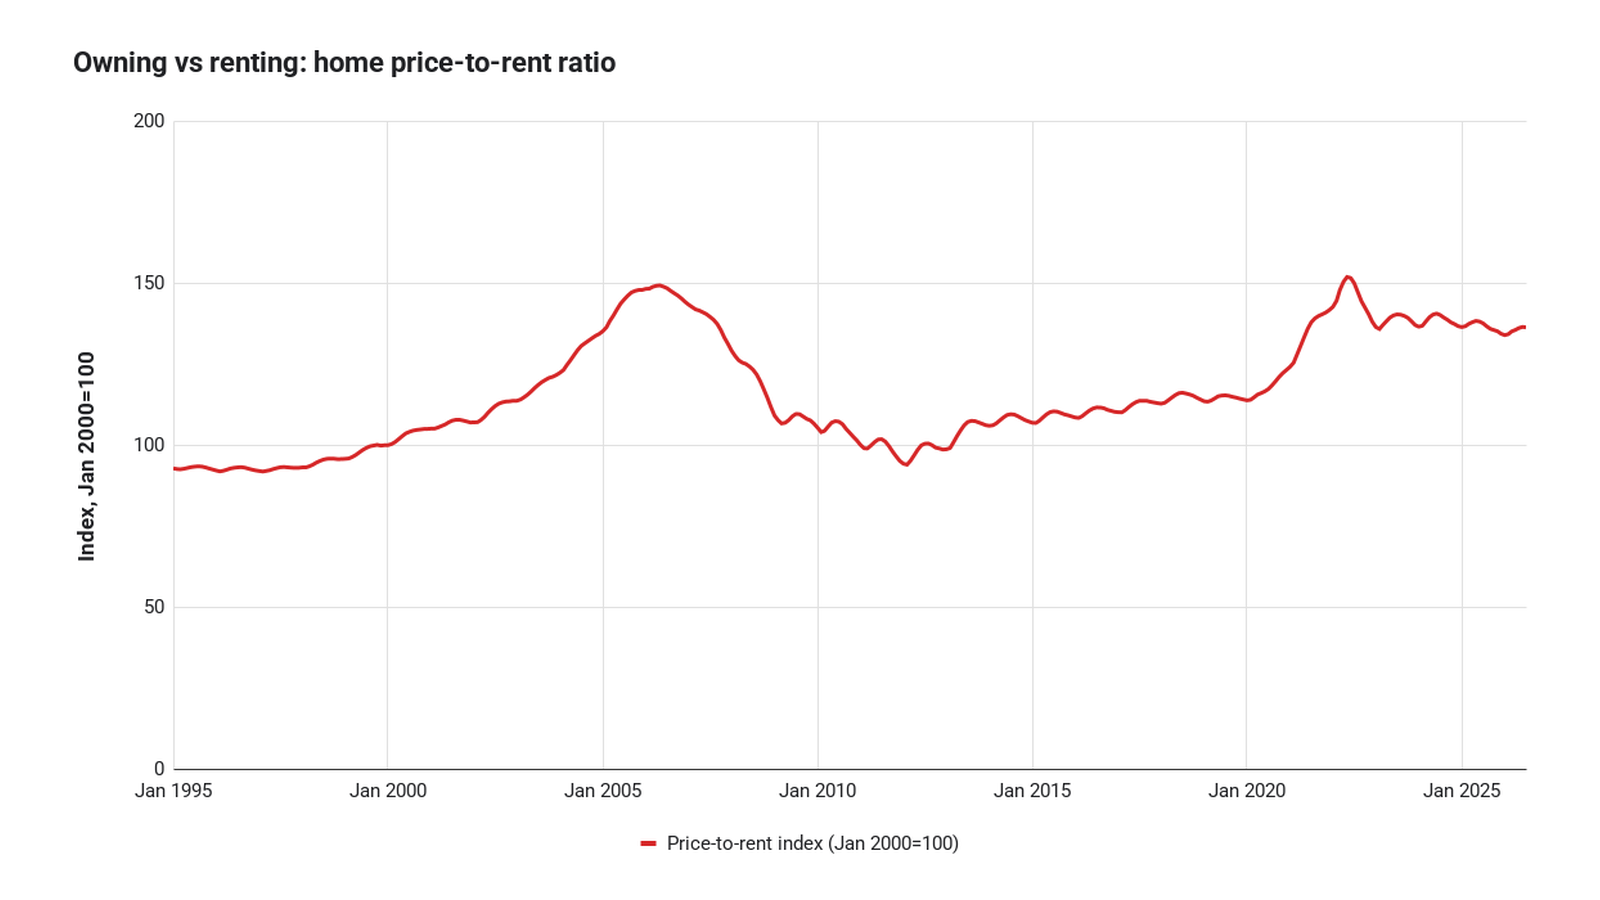 Owning vs renting: home price-to-rent ratio
Index, Jan 2000=100
200
150
100
50
0
Jan 1995 Jan 2000 Jan 2005 Jan 2010 Jan 2015 Jan 2020 Jan 2025
Price-to-rent index (Jan 2000=100)